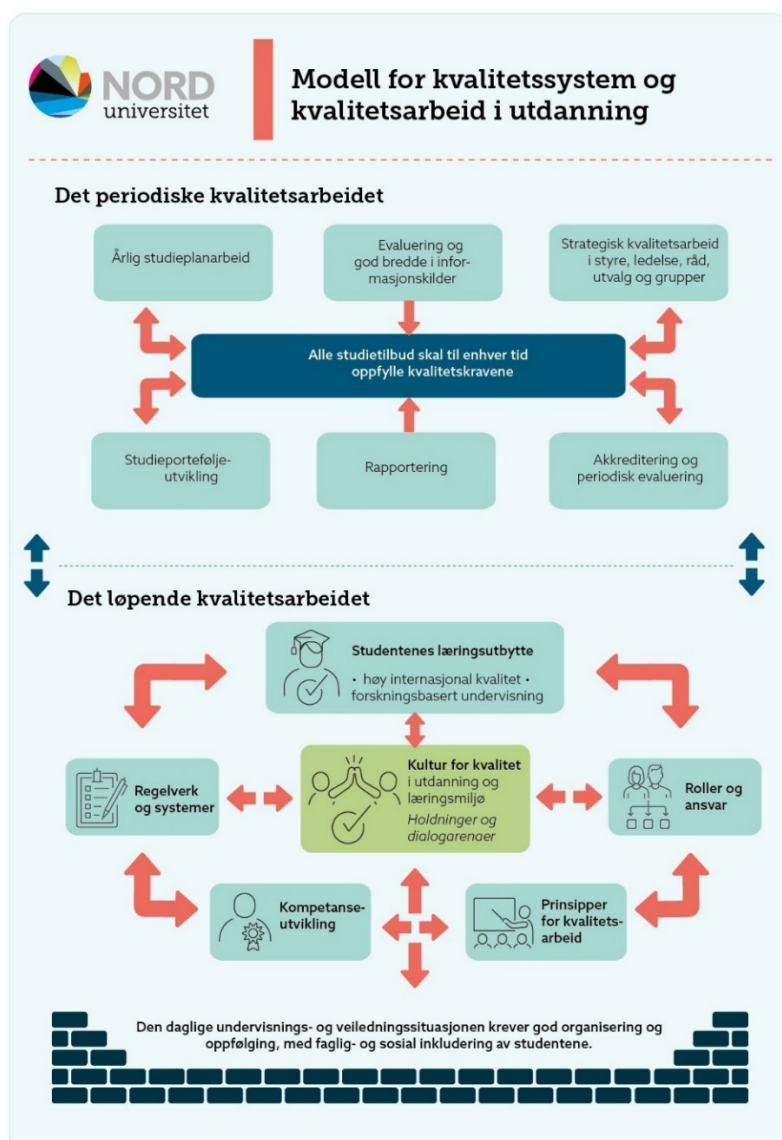 NORD
universitet
Modell for kvalitetssystem og
kvalitetsarbeid i utdanning
Det periodiske kvalitetsarbeidet
Årlig studieplanarbeid
Evaluering og
god bredde i infor-
masjonskilder
Strategisk kvalitetsarbeid
i styre, ledelse, råd,
utvalg og grupper
Alle studietilbud skal til enhver tid
oppfylle kvalitetskravene
Studieportefølje-
utvikling
Rapportering
Akkreditering og
periodisk evaluering
Det løpende kvalitetsarbeidet
Studentenes læringsutbytte
• høy internasjonal kvalitet •
forskningsbasert undervisning
Regelverk
og systemer
Kultur for kvalitet
i utdanning og
læringsmiljø
Holdninger og
dialogarenaer
Roller og
ansvar
Kompetanse-
utvikling
Prinsipper
for kvalitets-
arbeid
Den daglige undervisnings- og veiledningssituasjonen krever god organisering og
oppfølging, med faglig- og sosial inkludering av studentene.